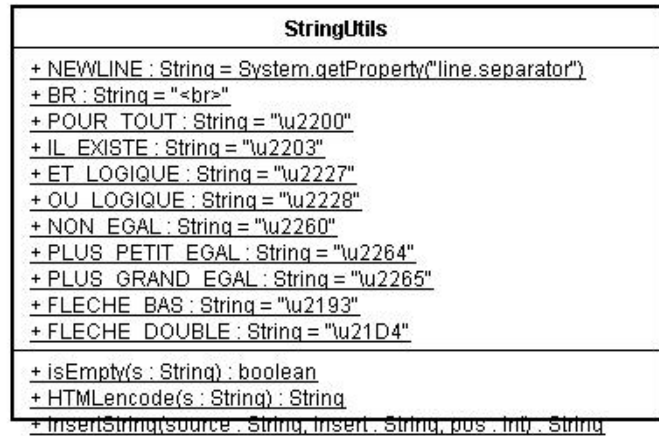 StringUtils
+ NEWLINE : String = System.getProperty("line.separator")
+ BR : String = "<br>"
+ POUR_TOUT : String = "\u2200"
+ IL_EXISTE : String = "\u2203"
+ ET_LOGIQUE : String = "\u2227"
+ OU_LOGIQUE : String = "\u2228"
+ NON_EGAL : String = "\u2260"
+ PLUS_PETIT_EGAL : String = "\u2264"
+ PLUS_GRAND_EGAL : String = "\u2265"
+ FLECHE_BAS : String = "\u2193"
+ FLECHE_DOUBLE : String = "\u21D4"
+ isEmpty(s : String) : boolean
+ HTMLencode(s : String) : String
+ insertString(source : String, insert : String, pos : int) : String